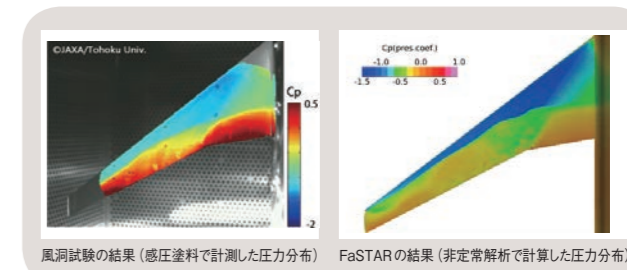 ©JAXA/Tohoku Univ.
Cp
0.5
-2
Cp(pres.coef.)
-1.0 0.0 1.0
-1.5 -0.5 0.5
風洞試験の結果（感圧塗料で計測した圧力分布）
FaSTARの結果（非定常解析で計算した圧力分布）